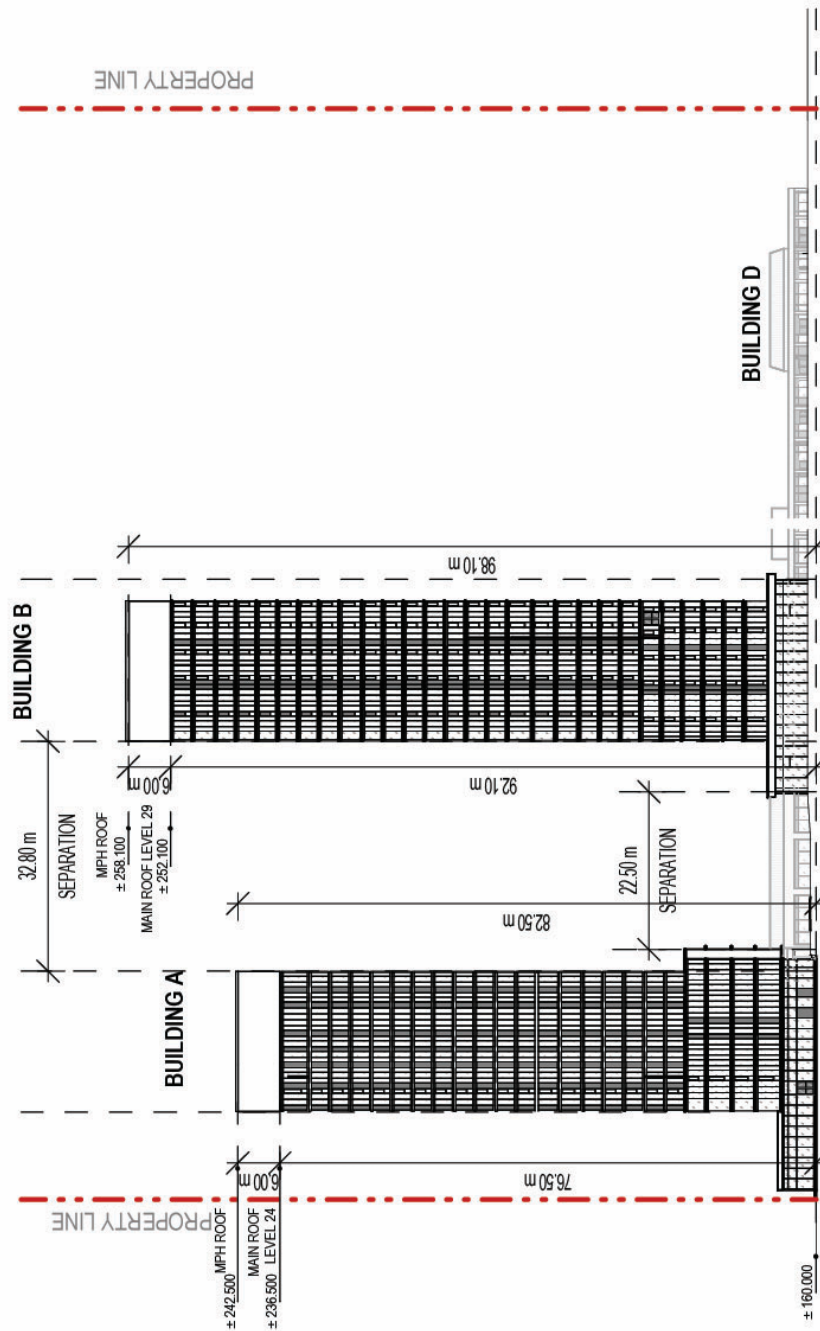 PROPERTY LINE
BUILDING D
BUILDING B
98.10 m
32.80 m
SEPARATION
MPH ROOF
± 258.100
MAIN ROOF LEVEL 29
± 252.100
6.00 m
92.10 m
22.50 m
SEPARATION
82.50 m
BUILDING A
PROPERTY LINE
MPH ROOF
± 242.500
MAIN ROOF
LEVEL 24
± 236.500
6.00 m
76.50 m
± 160.000